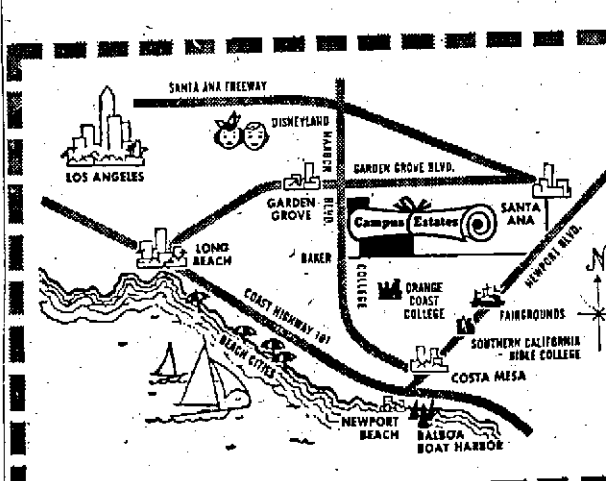 SANTA ANA FREEWAY
DISNEYLAND
LOS ANGELES
HARBOR BLVD.
GARDEN GROVE BLVD.
GARDEN
GROVE
SANTA
ANA
Campus Estates
LONG
BEACH
BAKER
NEWPORT BLVD.
N
COLLEGE
ORANGE
COAST
COLLEGE
FAIRGROUNDS
COAST HIGHWAY 101
SOUTHERN CALIFORNIA
BIBLE COLLEGE
BEACH CITIES
COSTA MESA
NEWPORT
BEACH
BALBOA
BOAT HARBOR